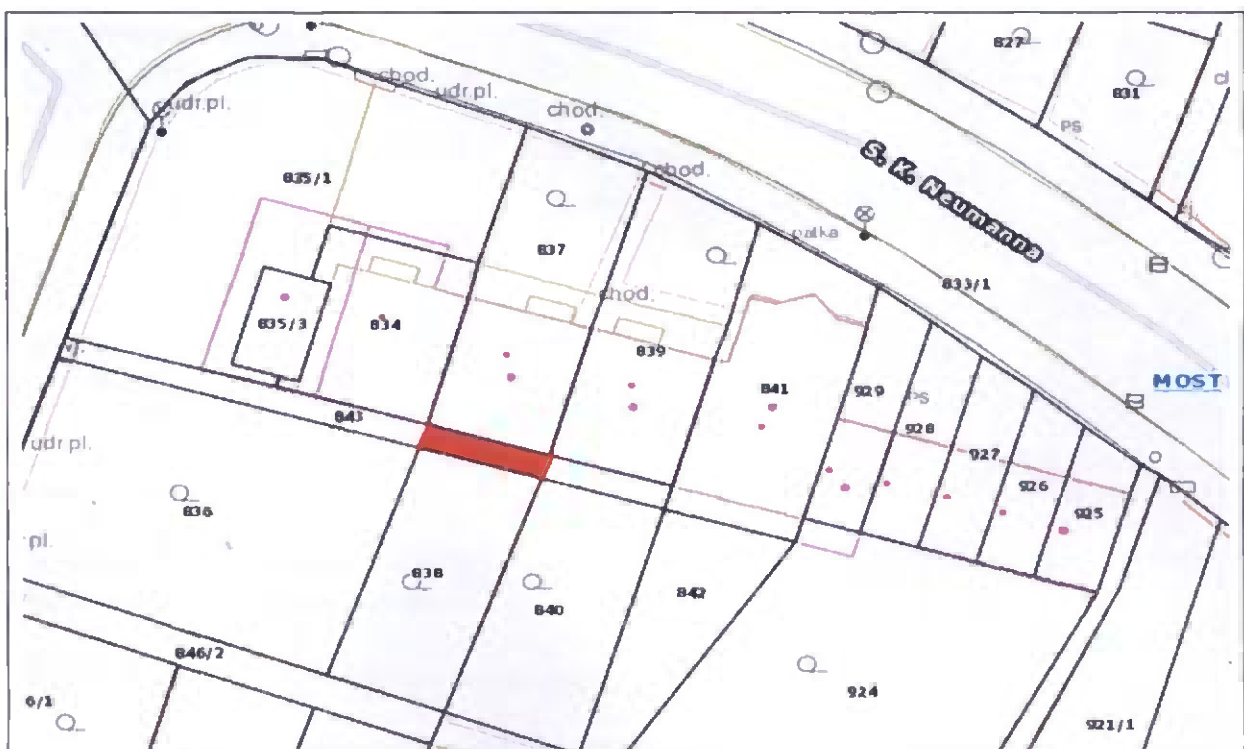 827
chod.
udr.pl.
831
udr.pl.
chod.
PS
S. K. Neumanna
chod.
835/1
837
patka
833/1
chod.
835/3
834
839
MOST
841
929
PS
843
928
udr pl.
927
926
836
925
pl.
838
840
842
846/2
924
6/1
921/1